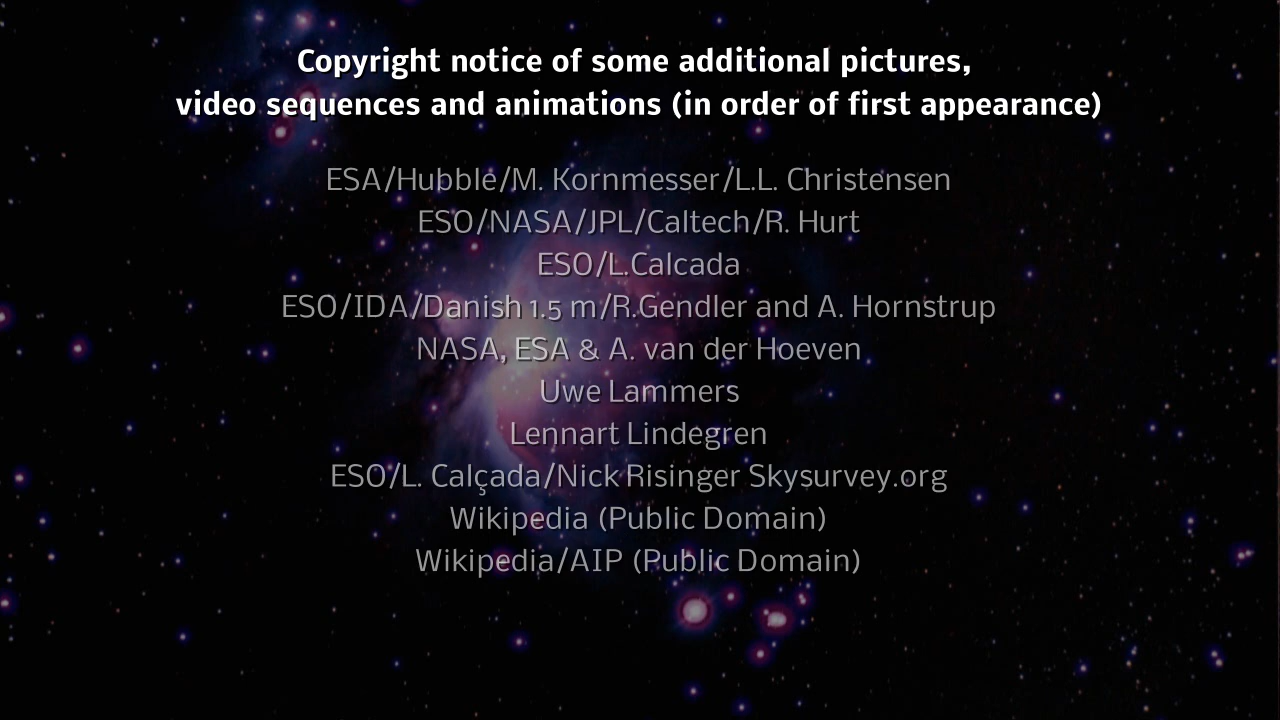 Copyright notice of some additional pictures,
video sequences and animations (in order of first appearance)
ESA/Hubble/M. Kornmesser/L.L. Christensen
ESO/NASA/JPL/Caltech/R. Hurt
ESO/L.Calcada
ESO/IDA/Danish 1.5 m/R.Gendler and A. Hornstrup
NASA, ESA & A. van der Hoeven
Uwe Lammers
Lennart Lindegren
ESO/L. Calçada/Nick Risinger Skysurvey.org
Wikipedia (Public Domain)
Wikipedia/AIP (Public Domain)